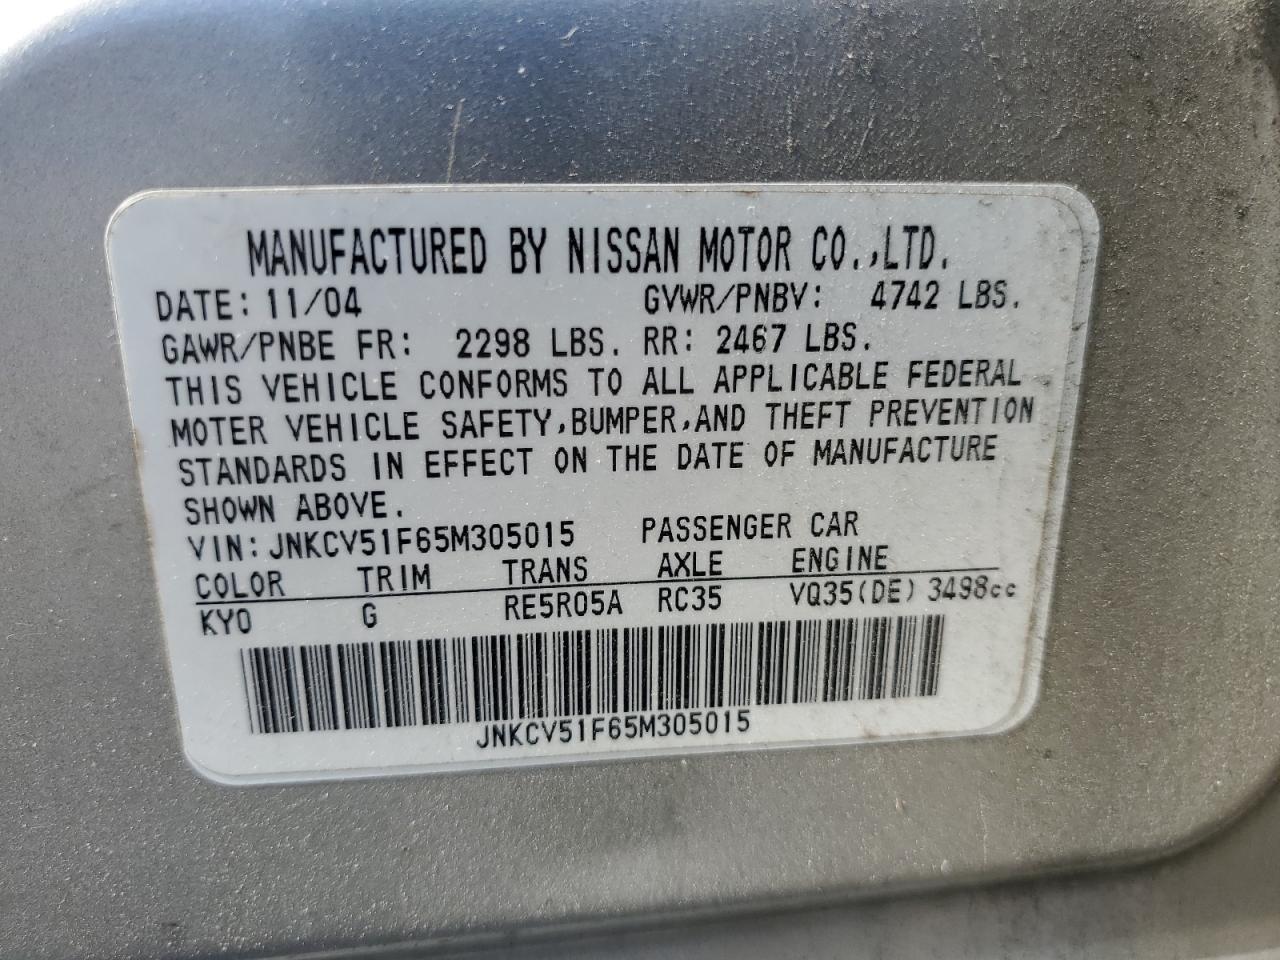 MANUFACTURED BY NISSAN MOTOR CO.,LTD.
DATE: 11/04 GVWR/PNBV: 4742 LBS.
GAWR/PNBE FR: 2298 LBS. RR: 2467 LBS.
THIS VEHICLE CONFORMS TO ALL APPLICABLE FEDERAL
MOTER VEHICLE SAFETY,BUMPER,AND THEFT PREVENTION
STANDARDS IN EFFECT ON THE DATE OF MANUFACTURE
SHOWN ABOVE.
VIN:JNKCV51F65M305015 PASSENGER CAR
COLOR TRIM TRANS AXLE ENGINE
KY0 G RE5R05A RC35 VQ35(DE) 3498cc
JNKCV51F65M305015